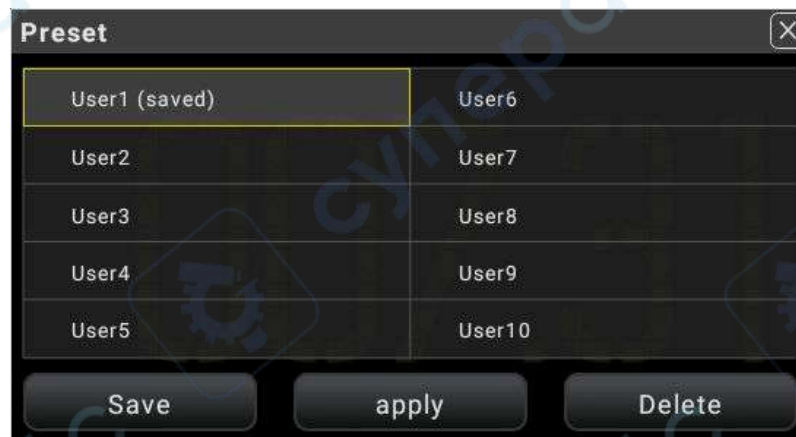 Preset
User1 (saved)
User6
User2
User7
User3
User8
User4
User9
User5
User10
Save
apply
Delete